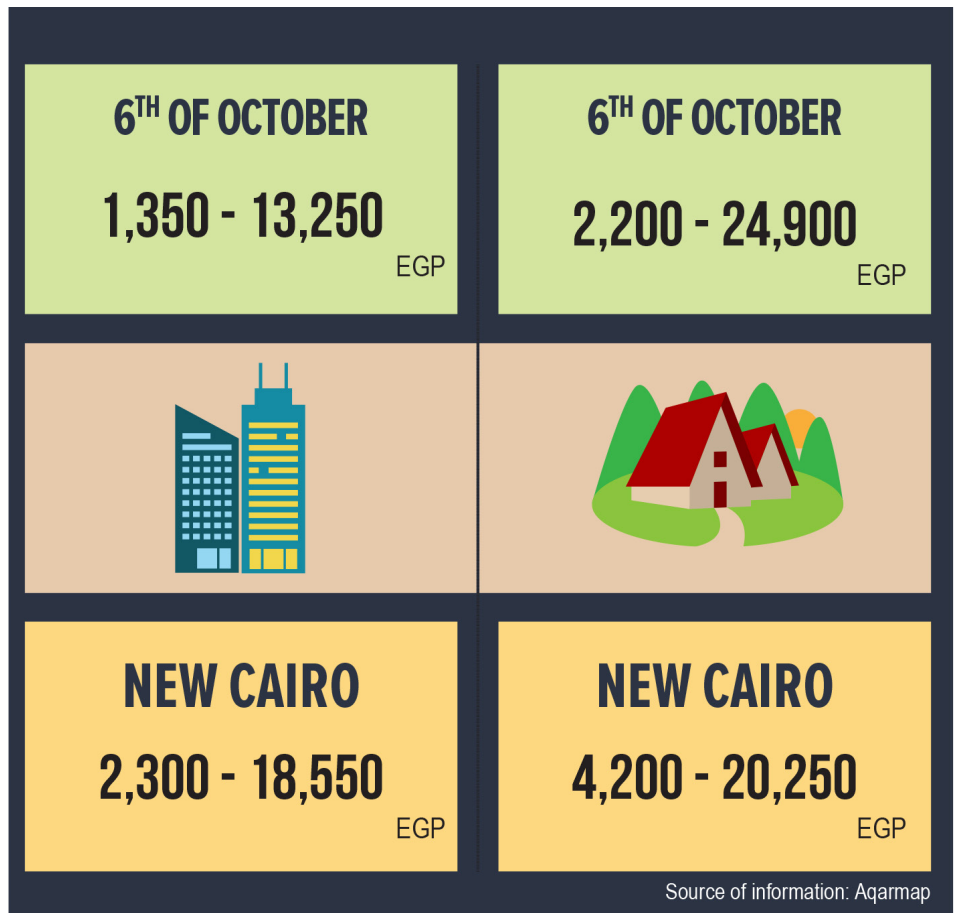 6TH OF OCTOBER
1,350 - 13,250
EGP
6TH OF OCTOBER
2,200 - 24,900
EGP
NEW CAIRO
2,300 - 18,550
EGP
NEW CAIRO
4,200 - 20,250
EGP
Source of information: Aqarmap